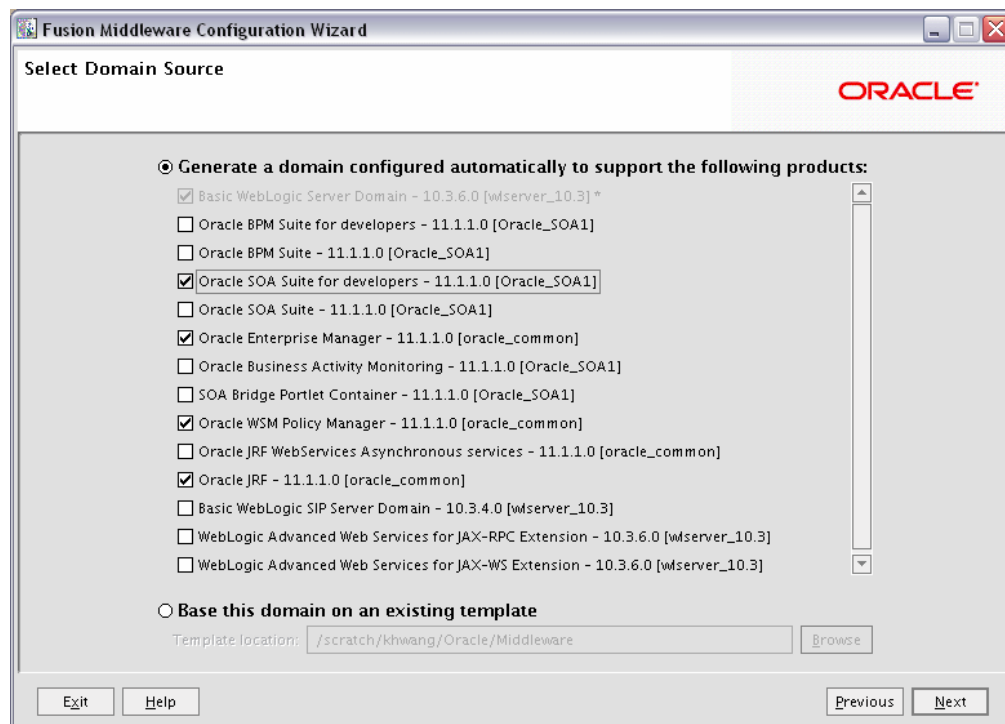 Fusion Middleware Configuration Wizard
Select Domain Source
ORACLE
Generate a domain configured automatically to support the following products:
Basic WebLogic Server Domain - 10.3.6.0 [wlserver_10.3] *
Oracle BPM Suite for developers - 11.1.1.0 [Oracle_SOA1]
Oracle BPM Suite - 11.1.1.0 [Oracle_SOA1]
Oracle SOA Suite for developers - 11.1.1.0 [Oracle_SOA1]
Oracle SOA Suite - 11.1.1.0 [Oracle_SOA1]
Oracle Enterprise Manager - 11.1.1.0 [oracle_common]
Oracle Business Activity Monitoring - 11.1.1.0 [Oracle_SOA1]
SOA Bridge Portlet Container - 11.1.1.0 [Oracle_SOA1]
Oracle WSM Policy Manager - 11.1.1.0 [oracle_common]
Oracle JRF WebServices Asynchronous services - 11.1.1.0 [oracle_common]
Oracle JRF - 11.1.1.0 [oracle_common]
Basic WebLogic SIP Server Domain - 10.3.4.0 [wlserver_10.3]
WebLogic Advanced Web Services for JAX-RPC Extension - 10.3.6.0 [wlserver_10.3]
WebLogic Advanced Web Services for JAX-WS Extension - 10.3.6.0 [wlserver_10.3]
Base this domain on an existing template
Template location: /scratch/khwang/Oracle/Middleware Browse
Exit Help Previous Next